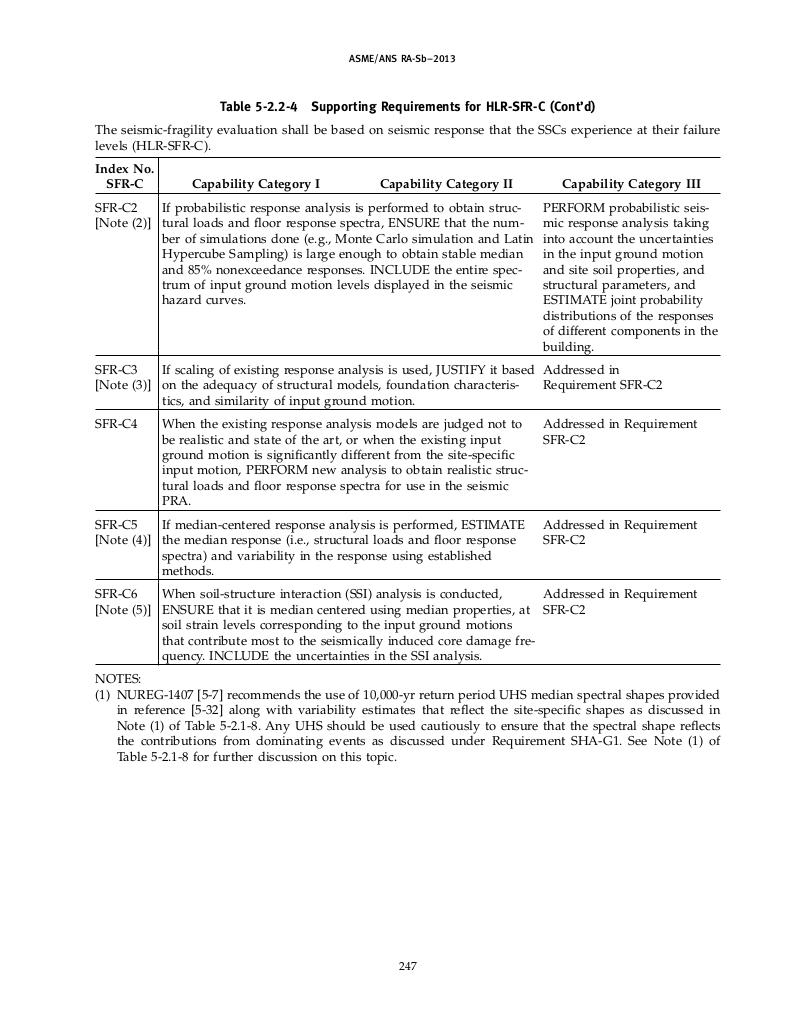 ASME/ANS RA-Sb–2013
Table 5-2.2-4 Supporting Requirements for HLR-SFR-C (Cont'd)
The seismic-fragility evaluation shall be based on seismic response that the SSCs experience at their failure
levels (HLR-SFR-C).
Index No.
SFR-C
Capability Category I
Capability Category II
Capability Category III
SFR-C2
[Note (2)]
If probabilistic response analysis is performed to obtain struc-
tural loads and floor response spectra, ENSURE that the num-
ber of simulations done (e.g., Monte Carlo simulation and Latin
Hypercube Sampling) is large enough to obtain stable median
and 85% nonexceedance responses. INCLUDE the entire spec-
trum of input ground motion levels displayed in the seismic
hazard curves.
PERFORM probabilistic seis-
mic response analysis taking
into account the uncertainties
in the input ground motion
and site soil properties, and
structural parameters, and
ESTIMATE joint probability
distributions of the responses
of different components in the
building.
SFR-C3
[Note (3)]
If scaling of existing response analysis is used, JUSTIFY it based
on the adequacy of structural models, foundation characteris-
tics, and similarity of input ground motion.
Addressed in
Requirement SFR-C2
SFR-C4
When the existing response analysis models are judged not to
be realistic and state of the art, or when the existing input
ground motion is significantly different from the site-specific
input motion, PERFORM new analysis to obtain realistic struc-
tural loads and floor response spectra for use in the seismic
PRA.
Addressed in Requirement
SFR-C2
SFR-C5
[Note (4)]
If median-centered response analysis is performed, ESTIMATE
the median response (i.e., structural loads and floor response
spectra) and variability in the response using established
methods.
Addressed in Requirement
SFR-C2
SFR-C6
[Note (5)]
When soil-structure interaction (SSI) analysis is conducted,
ENSURE that it is median centered using median properties, at
soil strain levels corresponding to the input ground motions
that contribute most to the seismically induced core damage fre-
quency. INCLUDE the uncertainties in the SSI analysis.
Addressed in Requirement
SFR-C2
NOTES:
(1) NUREG-1407 [5-7] recommends the use of 10,000-yr return period UHS median spectral shapes provided
in reference [5-32] along with variability estimates that reflect the site-specific shapes as discussed in
Note (1) of Table 5-2.1-8. Any UHS should be used cautiously to ensure that the spectral shape reflects
the contributions from dominating events as discussed under Requirement SHA-G1. See Note (1) of
Table 5-2.1-8 for further discussion on this topic.
247